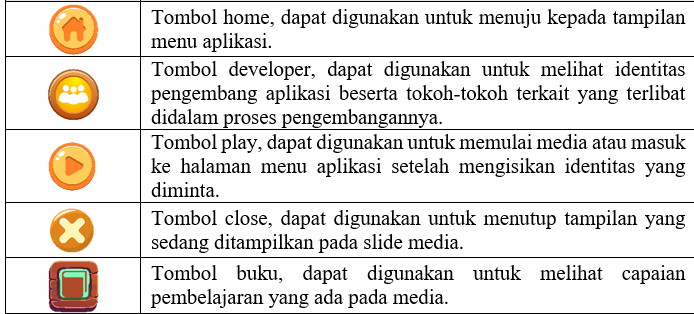 Tombol home, dapat digunakan untuk menuju kepada tampilan
menu aplikasi.
Tombol developer, dapat digunakan untuk melihat identitas
pengembang aplikasi beserta tokoh-tokoh terkait yang terlibat
didalam proses pengembangannya.
Tombol play, dapat digunakan untuk memulai media atau masuk
ke halaman menu aplikasi setelah mengisikan identitas yang
diminta.
Tombol close, dapat digunakan untuk menutup tampilan yang
sedang ditampilkan pada slide media.
Tombol buku, dapat digunakan untuk melihat capaian
pembelajaran yang ada pada media.